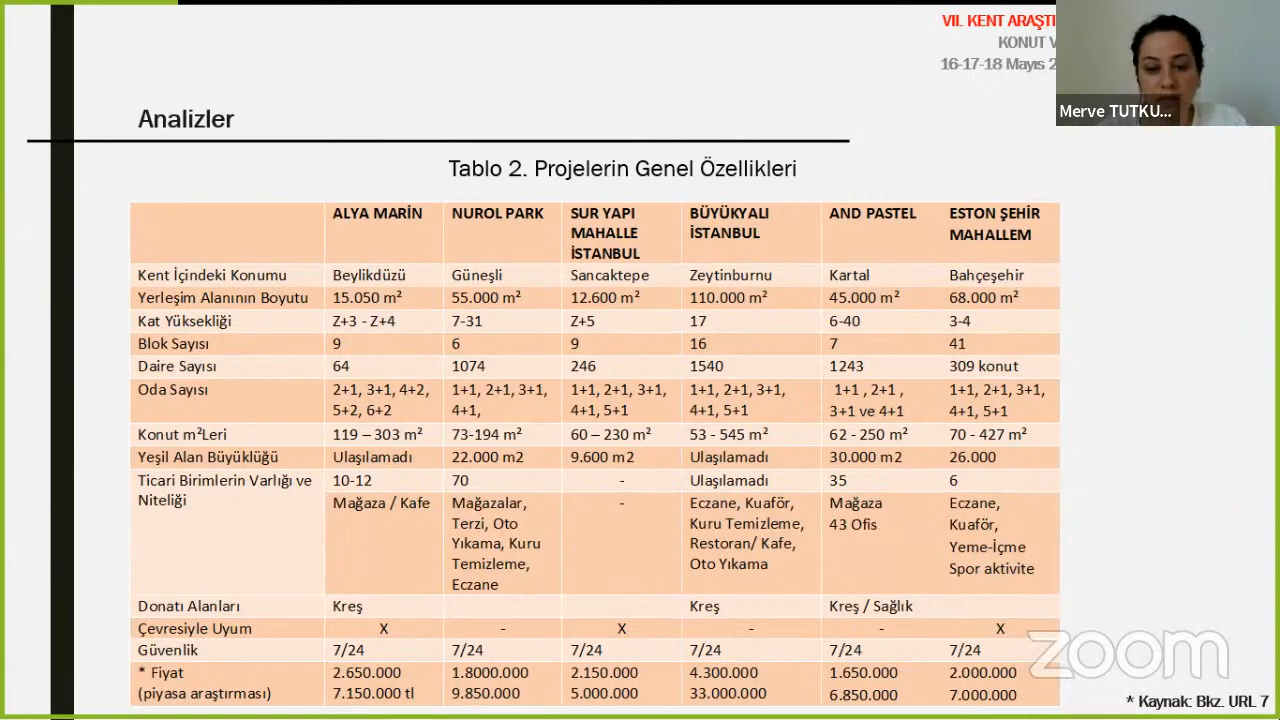 VII. KENT ARAŞTI
KONUT V
16-17-18 Mayıs 2
Merve TUTKU...
Analizler
Tablo 2. Projelerin Genel Özellikleri
ALYA MARİN NUROL PARK SUR YAPI MAHALLE İSTANBUL BÜYÜKYALI İSTANBUL AND PASTEL ESTON ŞEHİR MAHALLEM
Kent İçindeki Konumu Beylikdüzü Güneşli Sancaktepe Zeytinburnu Kartal Bahçeşehir
Yerleşim Alanının Boyutu 15.050 m² 55.000 m² 12.600 m² 110.000 m² 45.000 m² 68.000 m²
Kat Yüksekliği Z+3 - Z+4 7-31 Z+5 17 6-40 3-4
Blok Sayısı 9 6 9 16 7 41
Daire Sayısı 64 1074 246 1540 1243 309 konut
Oda Sayısı 2+1, 3+1, 4+2, 5+2, 6+2 1+1, 2+1, 3+1, 4+1, 1+1, 2+1, 3+1, 4+1, 5+1 1+1, 2+1, 3+1, 4+1, 5+1 1+1 , 2+1 , 3+1 ve 4+1 1+1, 2+1, 3+1, 4+1, 5+1
Konut m²Leri 119 – 303 m² 73-194 m² 60 – 230 m² 53 - 545 m² 62 - 250 m² 70 - 427 m²
Yeşil Alan Büyüklüğü Ulaşılamadı 22.000 m2 9.600 m2 Ulaşılamadı 30.000 m2 26.000
Ticari Birimlerin Varlığı ve Niteliği 10-12 70 - Ulaşılamadı 35 6
Mağaza / Kafe Mağazalar, Terzi, Oto Yıkama, Kuru Temizleme, Eczane - Eczane, Kuaför, Kuru Temizleme, Restoran/ Kafe, Oto Yıkama Mağaza 43 Ofis Eczane, Kuaför, Yeme-İçme Spor aktivite
Donatı Alanları Kreş Kreş Kreş / Sağlık
Çevresiyle Uyum X - X - - X
Güvenlik 7/24 7/24 7/24 7/24 7/24 7/24
* Fiyat 2.650.000 1.8000.000 2.150.000 4.300.000 1.650.000 2.000.000
(piyasa araştırması) 7.150.000 tl 9.850.000 5.000.000 33.000.000 6.850.000 7.000.000
zoom
* Kaynak: Bkz. URL 7